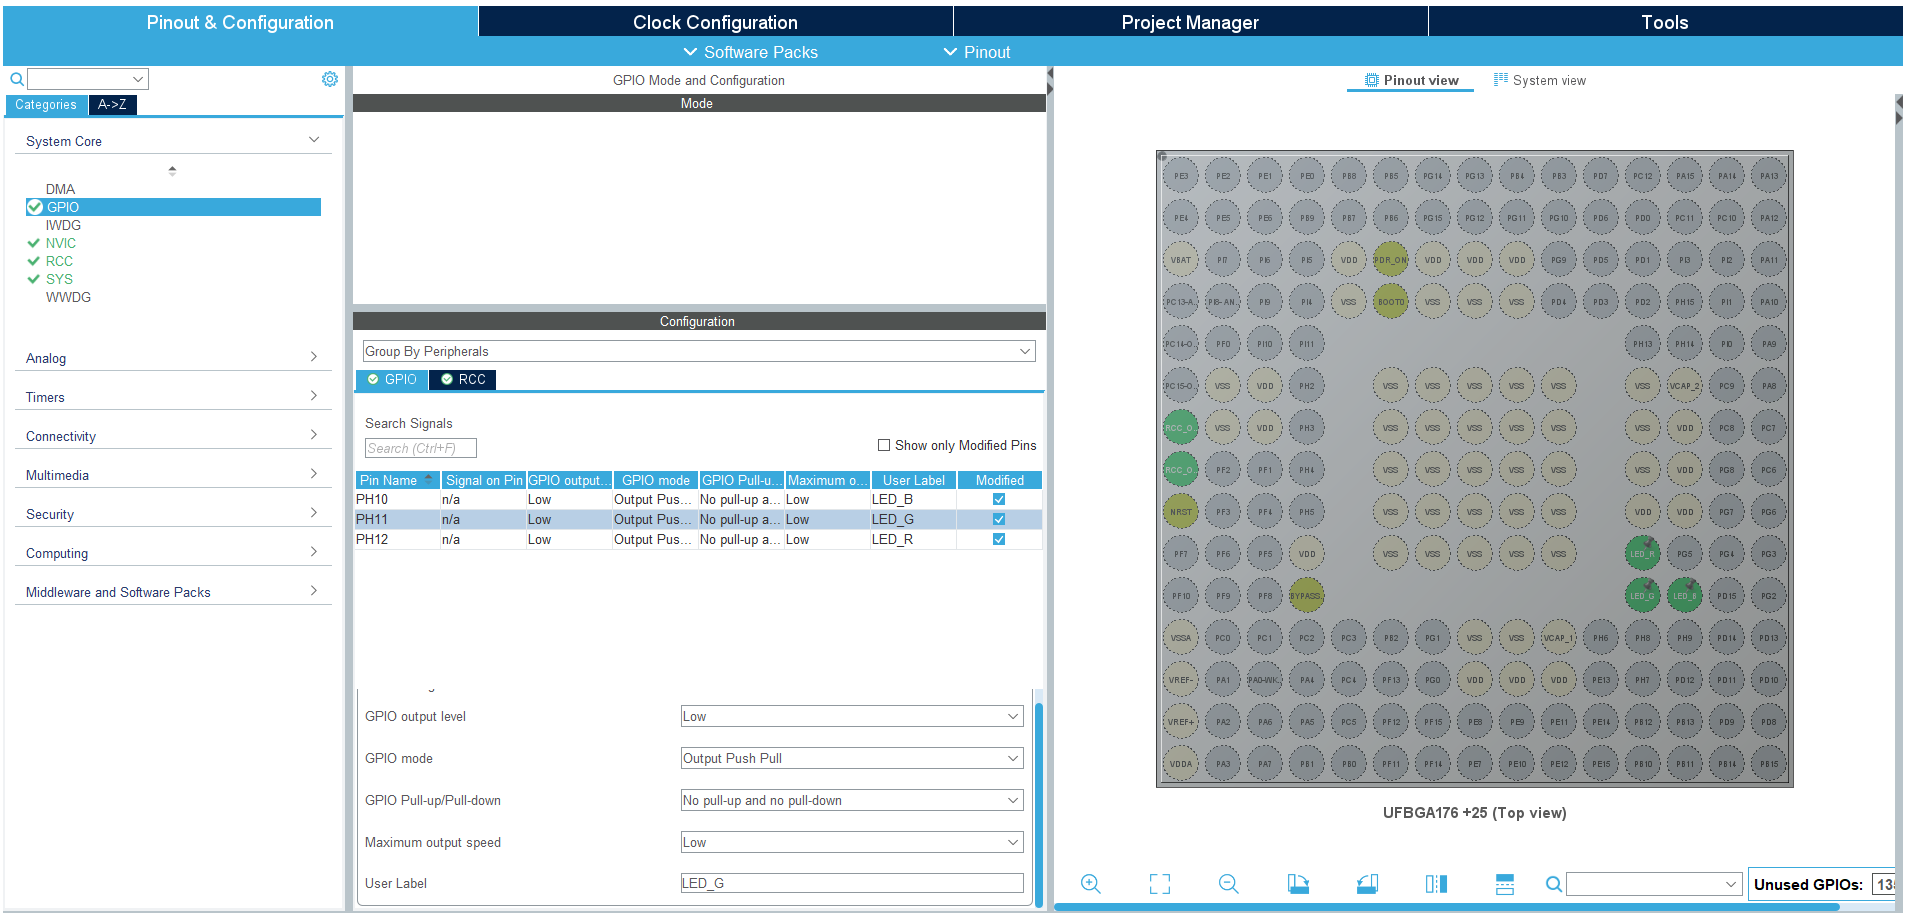 Pinout & Configuration
Clock Configuration
Project Manager
Tools
Software Packs
Pinout
Categories
A->Z
System Core
DMA
GPIO
IWDG
NVIC
RCC
SYS
WWDG
Analog
Timers
Connectivity
Multimedia
Security
Computing
Middleware and Software Packs
GPIO Mode and Configuration
Mode
Configuration
Group By Peripherals
GPIO RCC
Search Signals
Search (Ctrl+F)
Show only Modified Pins
Pin Name Signal on Pin GPIO output... GPIO mode GPIO Pull-u... Maximum o... User Label Modified
PH10 n/a Low Output Pus... No pull-up a... Low LED_B
PH11 n/a Low Output Pus... No pull-up a... Low LED_G
PH12 n/a Low Output Pus... No pull-up a... Low LED_R
GPIO output level Low
GPIO mode Output Push Pull
GPIO Pull-up/Pull-down No pull-up and no pull-down
Maximum output speed Low
User Label LED_G
Pinout view
System view
PE3 PE2 PE1 PE0 PB8 PB5 PG14 PG13 PB4 PB3 PD7 PC12 PA15 PA14 PA13
PE4 PE5 PE6 PB9 PB7 PB6 PG15 PG12 PG11 PG10 PD6 PD0 PC11 PC10 PA12
VBAT PI7 PI6 PI5 VDD PDR_ON VDD VDD VDD PG9 PD5 PD1 PI3 PI2 PA11
PC13-A.. PI8-AN.. PI9 PI4 VSS BOOT0 VSS VSS VSS PD4 PD3 PD2 PH15 PI1 PA10
PC14-O.. PF0 PI10 PI11 PH13 PH14 PI0 PA9
PC15-O.. VSS VDD PH2 VSS VSS VSS VSS VSS VSS VCAP_2 PC9 PA8
RCC_O.. VSS VDD PH3 VSS VSS VSS VSS VSS VSS VDD PC8 PC7
RCC_O.. PF2 PF1 PH4 VSS VSS VSS VSS VSS VSS VDD PG8 PC6
NRST PF3 PF4 PH5 VSS VSS VSS VSS VSS VDD VDD PG7 PG6
PF7 PF6 PF5 VDD VSS VSS VSS VSS VSS LED_R PG5 PG4 PG3
PF10 PF9 PF8 BYPASS.. LED_G LED_B PD15 PG2
VSSA PC0 PC1 PC2 PC3 PB2 PG1 VSS VSS VCAP_1 PH6 PH8 PH9 PD14 PD13
VREF- PA1 PA0-WK.. PA4 PC4 PF13 PG0 VDD VDD VDD PE13 PH7 PD12 PD11 PD10
VREF+ PA2 PA6 PA5 PC5 PF12 PF15 PE8 PE9 PE11 PE14 PB12 PB13 PD9 PD8
VDDA PA3 PA7 PB1 PB0 PF11 PF14 PE7 PE10 PE12 PE15 PB10 PB11 PB14 PB15
UFBGA176 +25 (Top view)
Unused GPIOs: